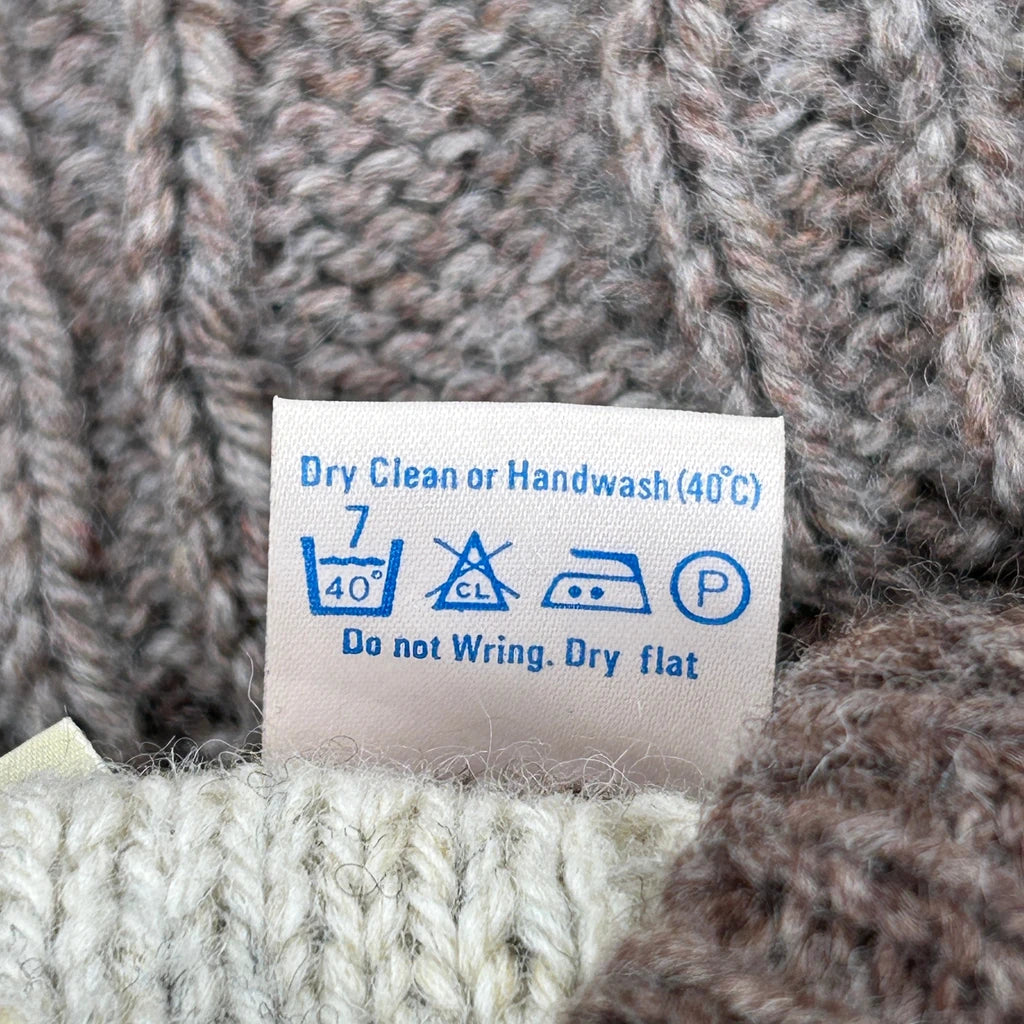 Dry Clean or Handwash (40°C)
7
40° CL P
Do not Wring. Dry flat